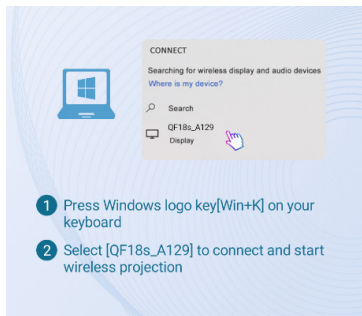 CONNECT
Searching for wireless display and audio devices
Where is my device?
Search
QF18s_A129
Display
1 Press Windows logo key[Win+K] on your
keyboard
2 Select [QF18s_A129] to connect and start
wireless projection